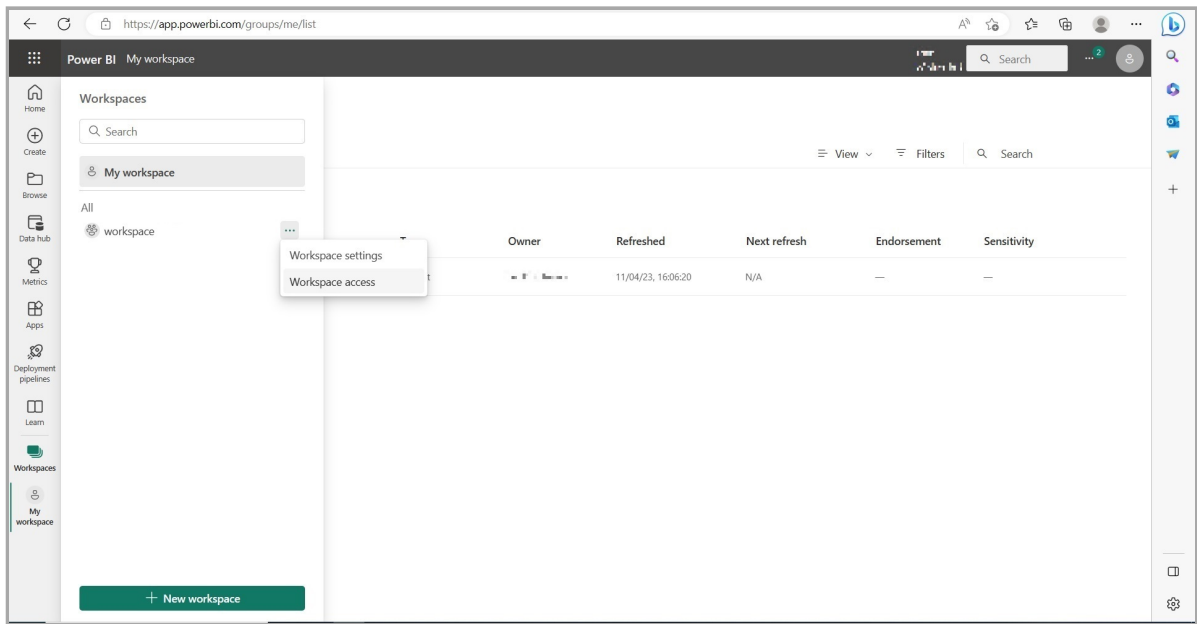 https://app.powerbi.com/groups/me/list
Power BI My workspace
Search
2
Home
Create
Browse
Data hub
Metrics
Apps
Deployment
pipelines
Learn
Workspaces
My
workspace
Workspaces
Search
My workspace
All
workspace
Workspace settings
Workspace access
+ New workspace
View
Filters
Search
Owner Refreshed Next refresh Endorsement Sensitivity
11/04/23, 16:06:20 N/A — —